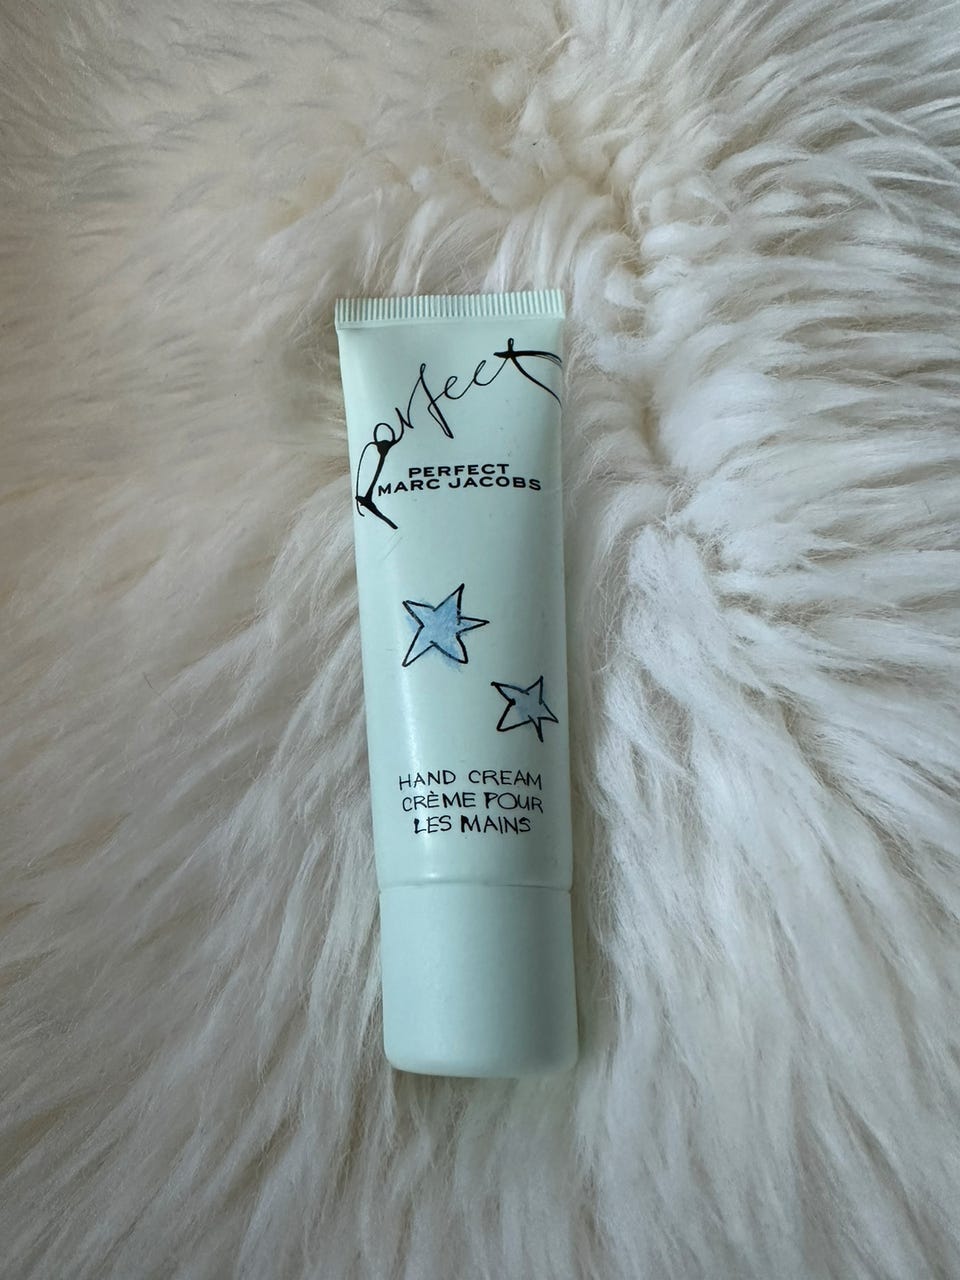 Perfect
PERFECT
MARC JACOBS
HAND CREAM
CRÈME POUR
LES MAINS